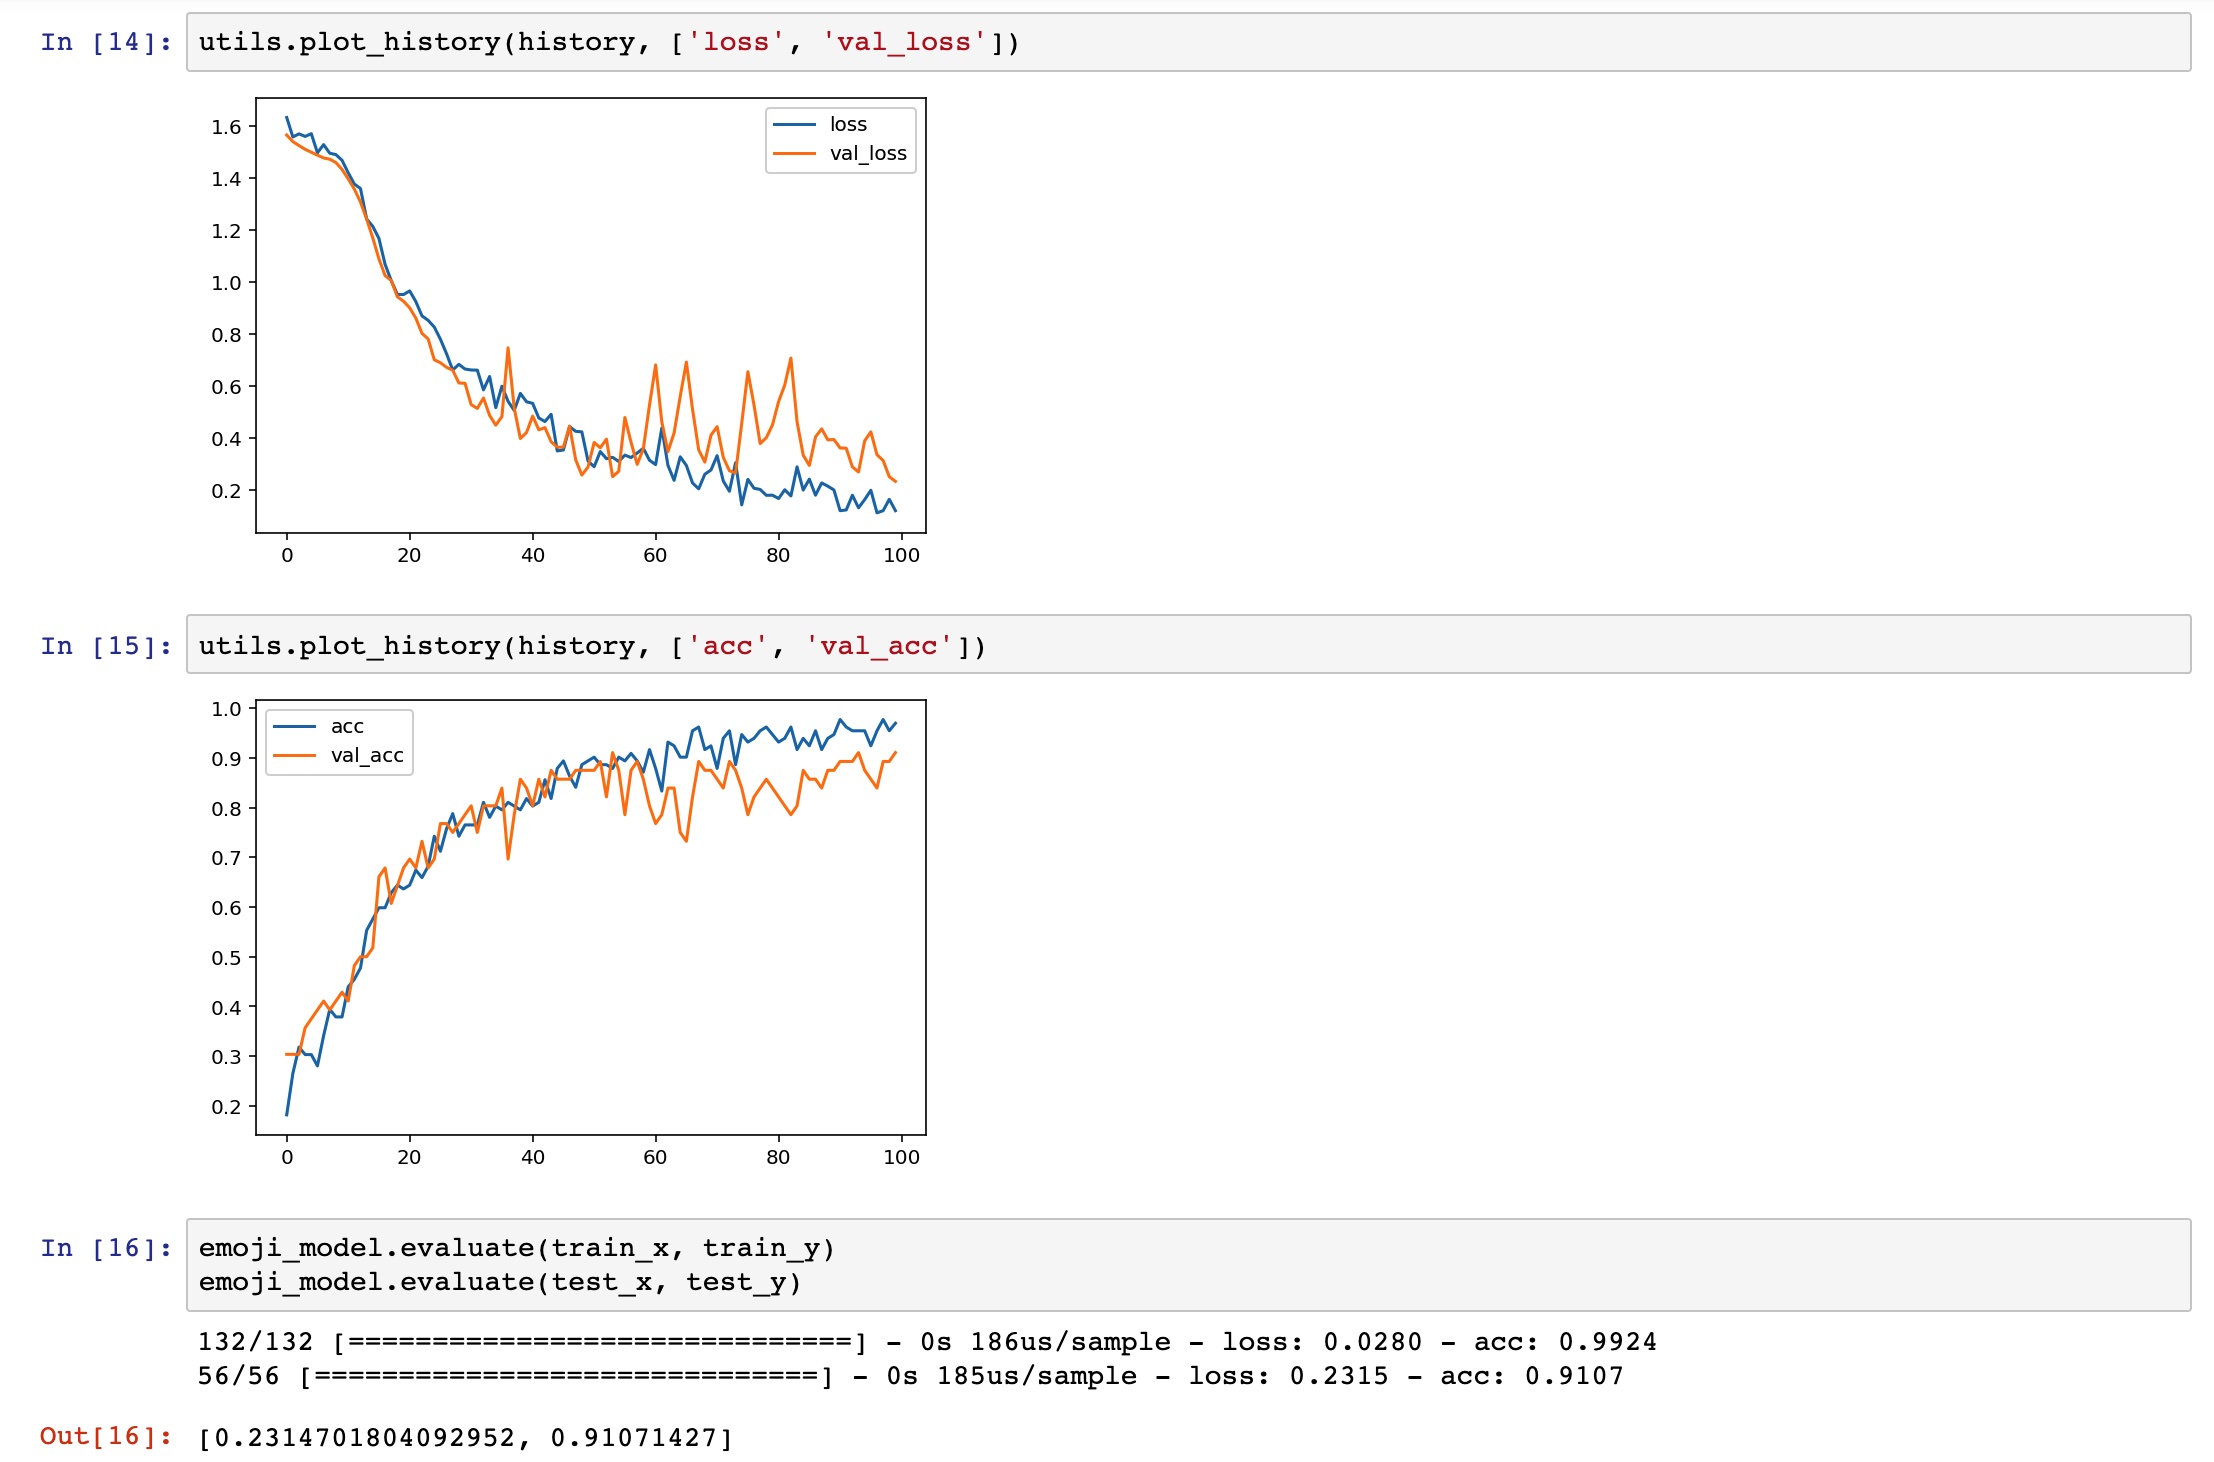 In [14]: utils.plot_history(history, ['loss', 'val_loss'])
loss
val_loss
1.6
1.4
1.2
1.0
0.8
0.6
0.4
0.2
0 20 40 60 80 100
In [15]: utils.plot_history(history, ['acc', 'val_acc'])
acc
val_acc
1.0
0.9
0.8
0.7
0.6
0.5
0.4
0.3
0.2
0 20 40 60 80 100
In [16]: emoji_model.evaluate(train_x, train_y)
emoji_model.evaluate(test_x, test_y)
132/132 [==============================] - 0s 186us/sample - loss: 0.0280 - acc: 0.9924
56/56 [==============================] - 0s 185us/sample - loss: 0.2315 - acc: 0.9107
Out[16]: [0.2314701804092952, 0.91071427]